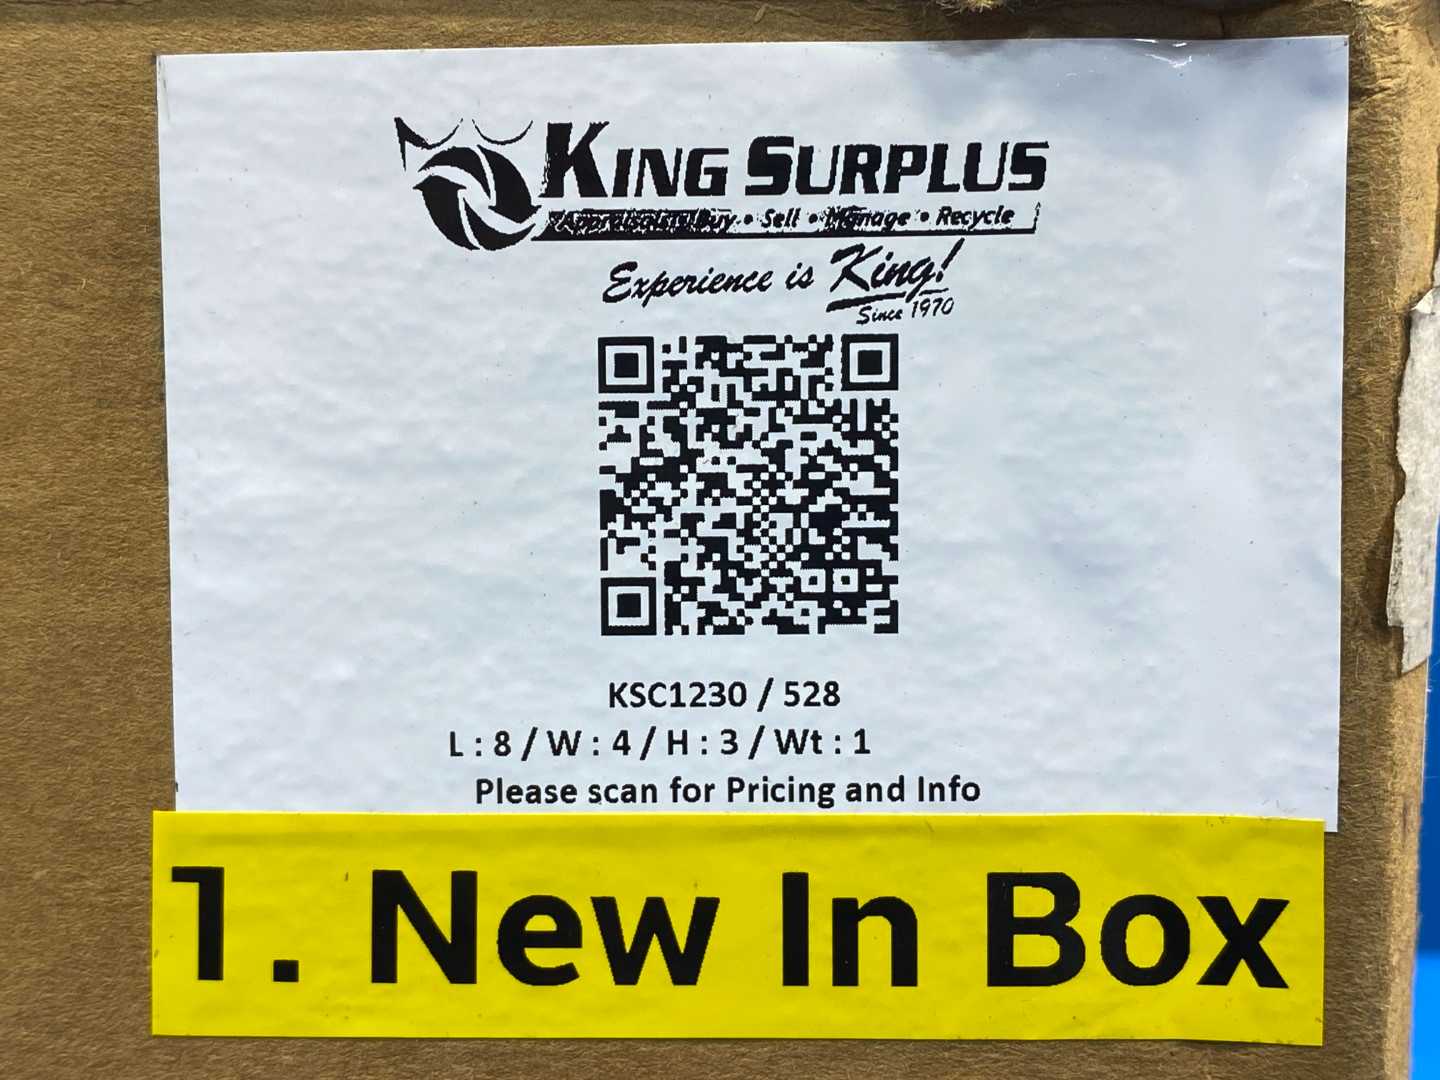 KING SURPLUS
Buy • Sell • Manage • Recycle
Experience is King!
Since 1970
KSC1230 / 528
L : 8 / W : 4 / H : 3 / Wt : 1
Please scan for Pricing and Info
1. New In Box